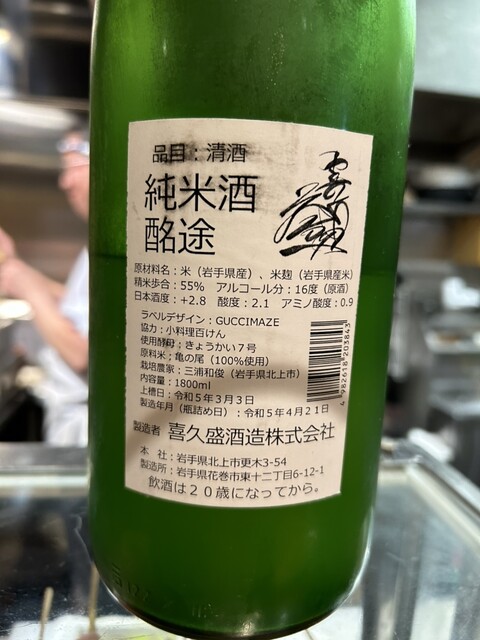 品目：清酒
純米酒
酩途
原材料名：米（岩手県産）、米麹（岩手県産米）
精米歩合：55%　アルコール分：16度（原酒）
日本酒度：+2.8　酸度：2.1　アミノ酸度：0.9
ラベルデザイン：GUCCIMAZE
協力：小料理百けん
使用酵母：きょうかい７号
原料米：亀の尾（100%使用）
栽培農家：三浦和俊（岩手県北上市）
内容量：1800ml
上槽日：令和５年３月３日
製造年月（瓶詰め日）：令和５年４月２１日
製造者　喜久盛酒造株式会社
本　社：岩手県北上市更木3-54
製造所：岩手県花巻市東十二丁目6-12-1
飲酒は２０歳になってから。
4 982618 203843